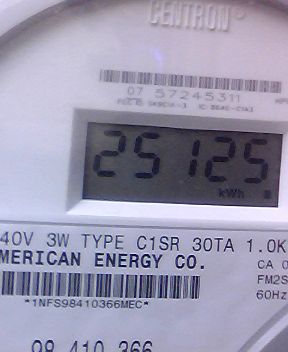 CENTRON®
07 57245311
25125
kWh
40V 3W TYPE C1SR 30TA 1.0K
MERICAN ENERGY CO.
CA 0
FM2S
60Hz
*1NFS98410366MEC*
98 410 366